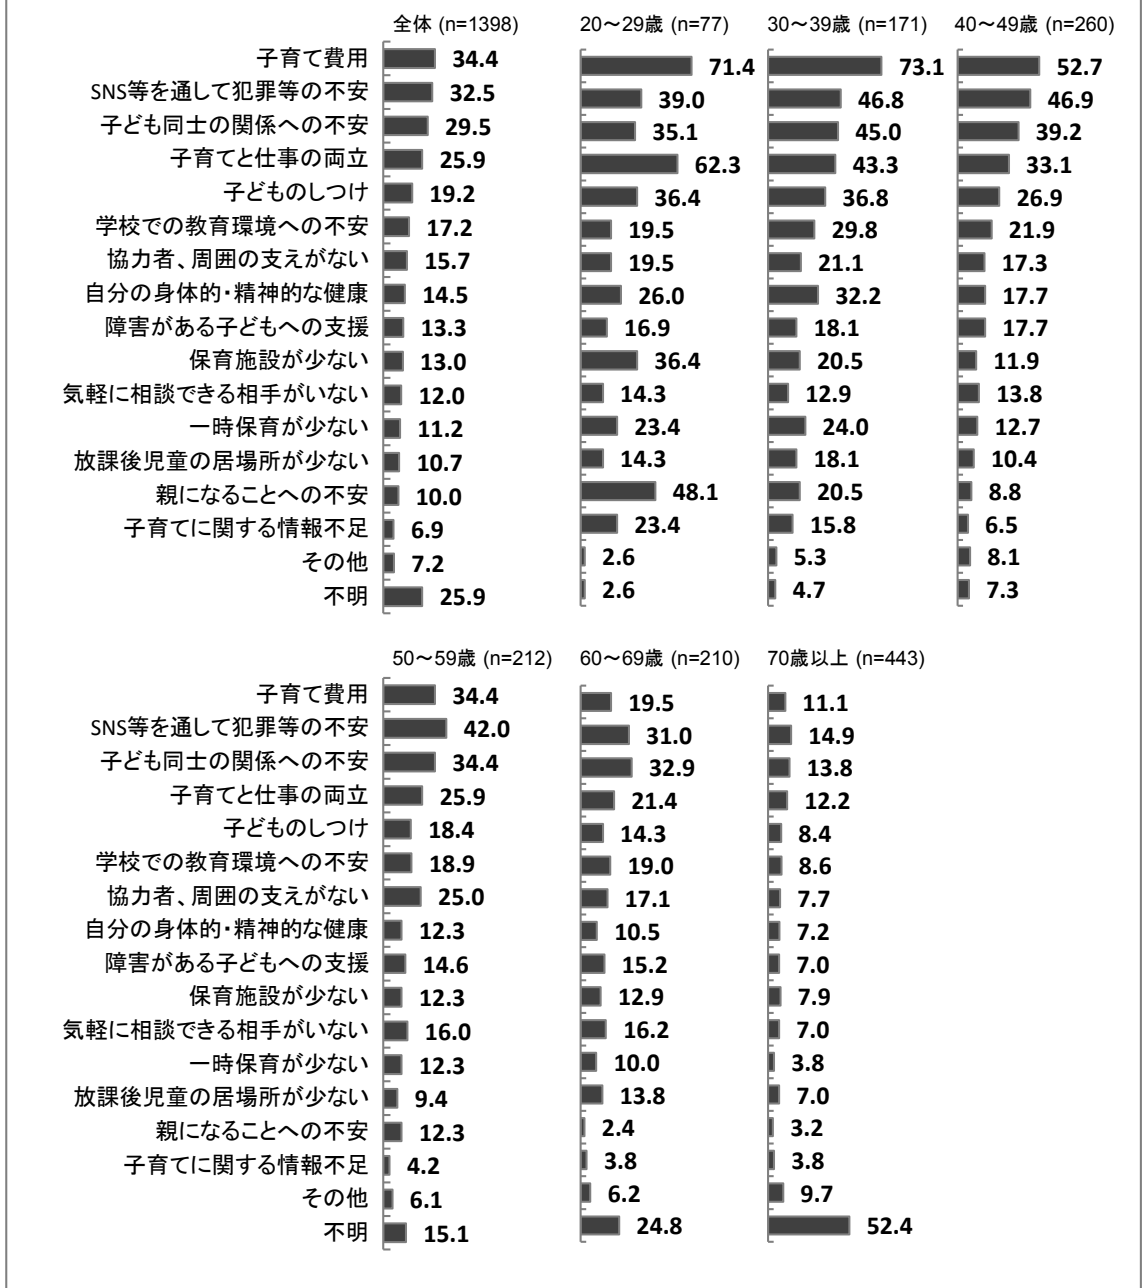 全体 (n=1398) 20～29歳 (n=77) 30～39歳 (n=171) 40～49歳 (n=260)
子育て費用 34.4 71.4 73.1 52.7
SNS等を通して犯罪等の不安 32.5 39.0 46.8 46.9
子ども同士の関係への不安 29.5 35.1 45.0 39.2
子育てと仕事の両立 25.9 62.3 43.3 33.1
子どものしつけ 19.2 36.4 36.8 26.9
学校での教育環境への不安 17.2 19.5 29.8 21.9
協力者、周囲の支えがない 15.7 19.5 21.1 17.3
自分の身体的・精神的な健康 14.5 26.0 32.2 17.7
障害がある子どもへの支援 13.3 16.9 18.1 17.7
保育施設が少ない 13.0 36.4 20.5 11.9
気軽に相談できる相手がいない 12.0 14.3 12.9 13.8
一時保育が少ない 11.2 23.4 24.0 12.7
放課後児童の居場所が少ない 10.7 14.3 18.1 10.4
親になることへの不安 10.0 48.1 20.5 8.8
子育てに関する情報不足 6.9 23.4 15.8 6.5
その他 7.2 2.6 5.3 8.1
不明 25.9 2.6 4.7 7.3
50～59歳 (n=212) 60～69歳 (n=210) 70歳以上 (n=443)
子育て費用 34.4 19.5 11.1
SNS等を通して犯罪等の不安 42.0 31.0 14.9
子ども同士の関係への不安 34.4 32.9 13.8
子育てと仕事の両立 25.9 21.4 12.2
子どものしつけ 18.4 14.3 8.4
学校での教育環境への不安 18.9 19.0 8.6
協力者、周囲の支えがない 25.0 17.1 7.7
自分の身体的・精神的な健康 12.3 10.5 7.2
障害がある子どもへの支援 14.6 15.2 7.0
保育施設が少ない 12.3 12.9 7.9
気軽に相談できる相手がいない 16.0 16.2 7.0
一時保育が少ない 12.3 10.0 3.8
放課後児童の居場所が少ない 9.4 13.8 7.0
親になることへの不安 12.3 2.4 3.2
子育てに関する情報不足 4.2 3.8 3.8
その他 6.1 6.2 9.7
不明 15.1 24.8 52.4